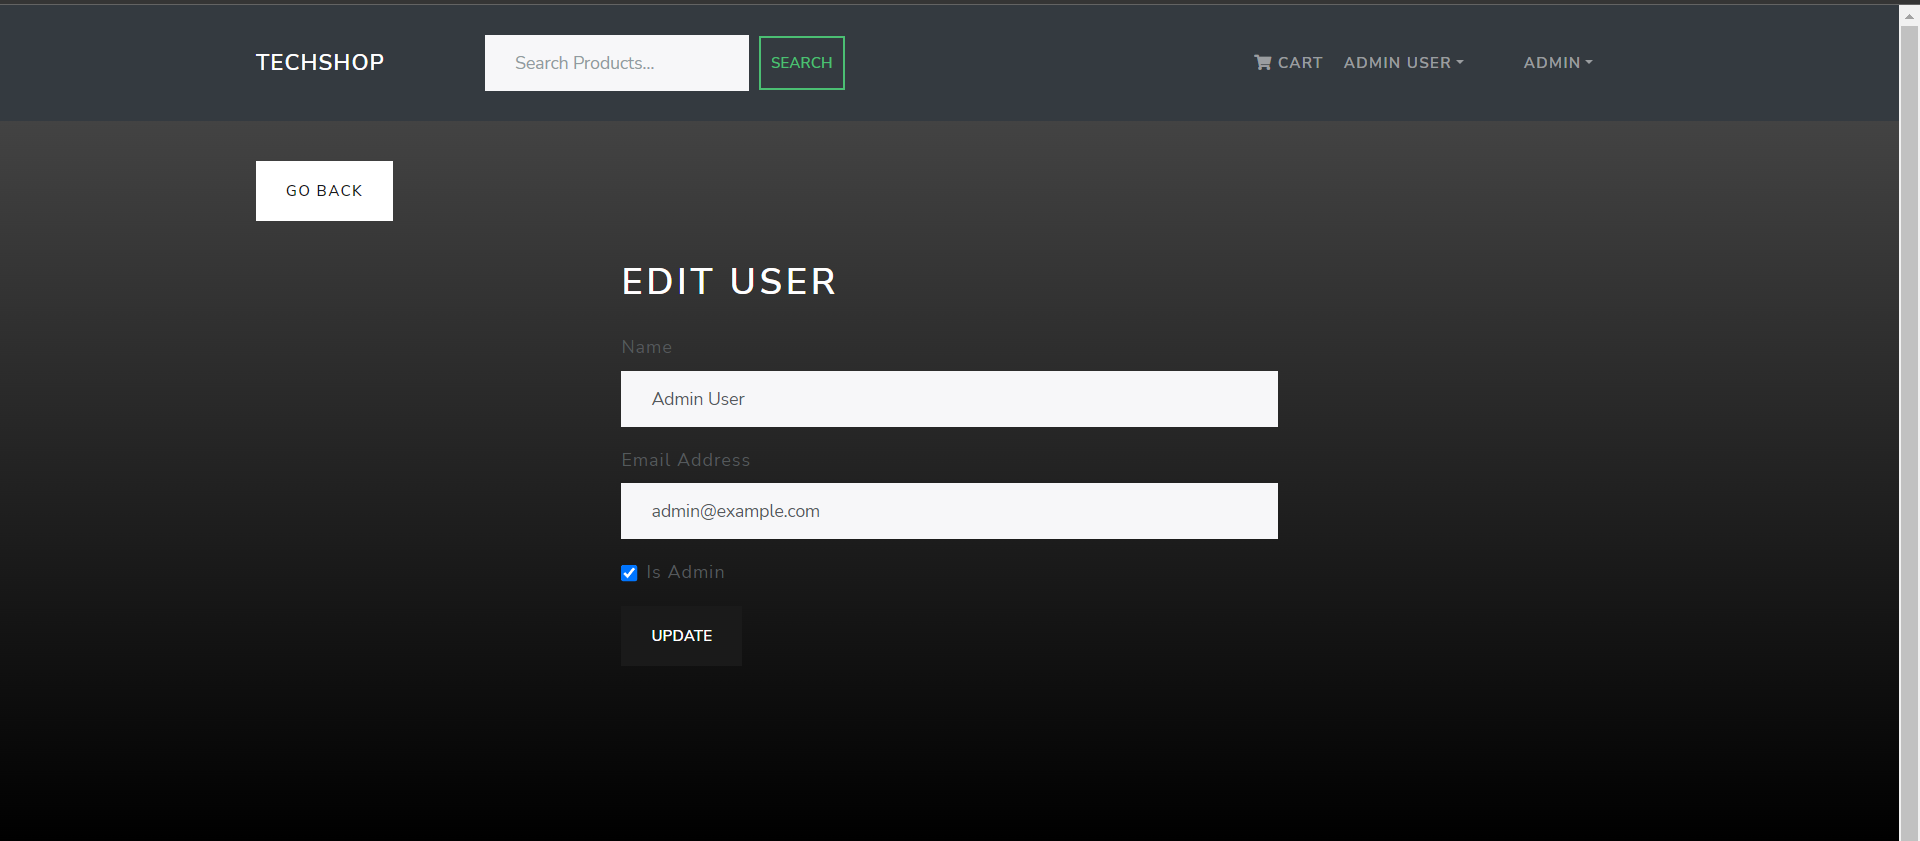 TECHSHOP
Search Products...
SEARCH
CART
ADMIN USER
ADMIN
GO BACK
EDIT USER
Name
Admin User
Email Address
admin@example.com
Is Admin
UPDATE